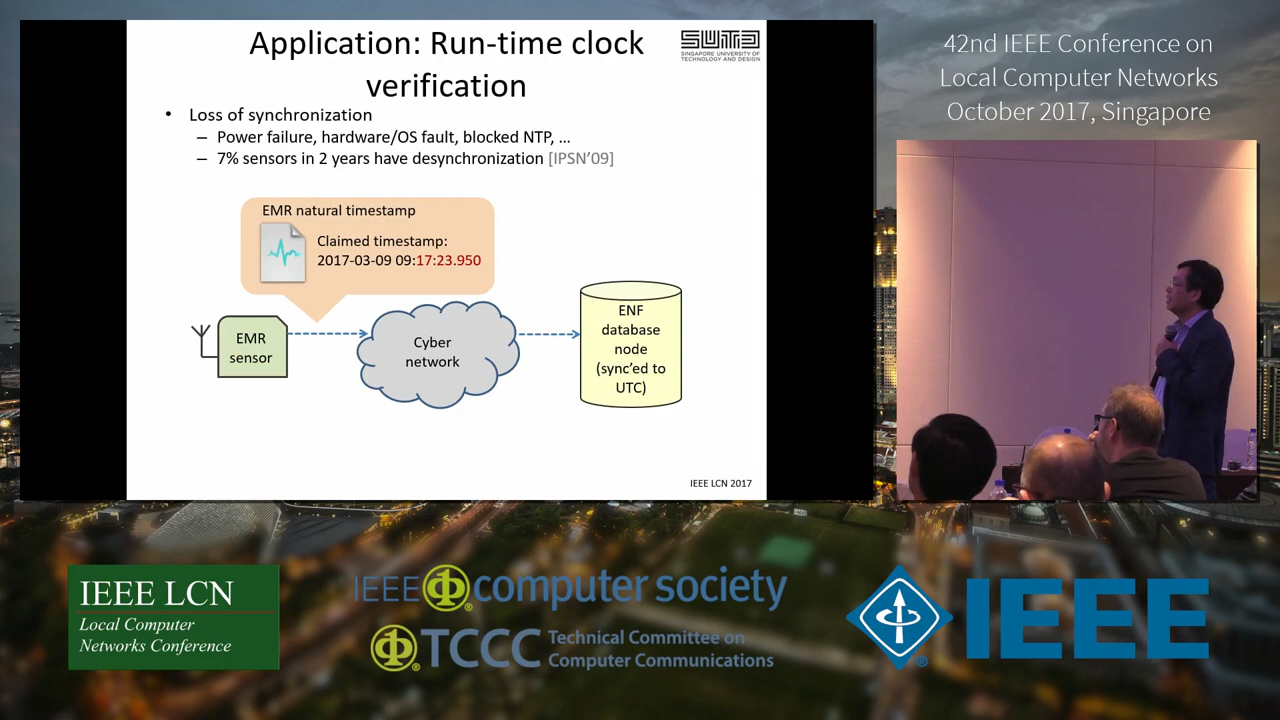 Application: Run-time clock
verification
SUTD
SINGAPORE UNIVERSITY OF
TECHNOLOGY AND DESIGN
• Loss of synchronization
– Power failure, hardware/OS fault, blocked NTP, ...
– 7% sensors in 2 years have desynchronization [IPSN'09]
EMR natural timestamp
Claimed timestamp:
2017-03-09 09:17:23.950
EMR
sensor
Cyber
network
ENF
database
node
(sync'ed to
UTC)
IEEE LCN 2017
42nd IEEE Conference on
Local Computer Networks
October 2017, Singapore
IEEE LCN
Local Computer
Networks Conference
IEEE computer society
TCCC Technical Committee on
Computer Communications
IEEE